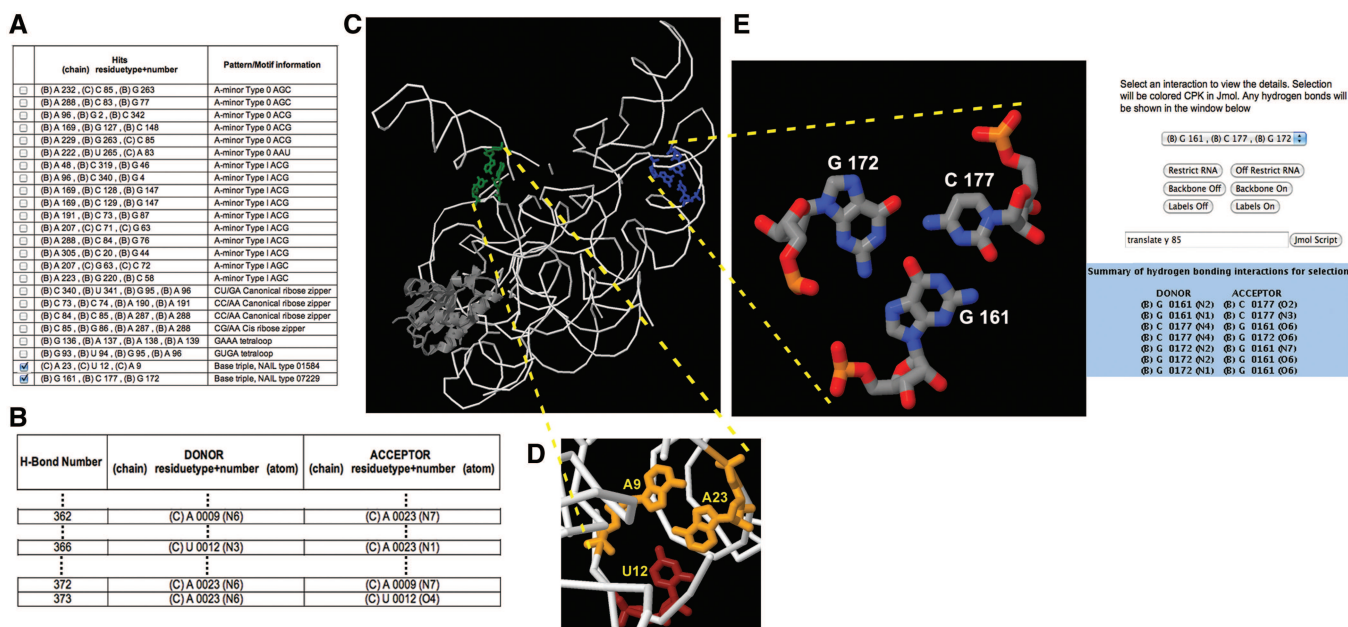 A
Hits
(chain) residuetype+number
Pattern/Motif information
(B) A 232 , (C) C 85 , (B) G 263 A-minor Type 0 AGC
(B) A 288 , (B) C 83 , (B) G 77 A-minor Type 0 AGC
(B) A 96 , (B) G 2 , (B) C 342 A-minor Type 0 ACG
(B) A 169 , (B) G 127 , (B) C 148 A-minor Type 0 ACG
(B) A 229 , (B) G 263 , (C) C 85 A-minor Type 0 ACG
(B) A 222 , (B) U 265 , (C) A 83 A-minor Type 0 AAU
(B) A 48 , (B) C 319 , (B) G 46 A-minor Type I ACG
(B) A 96 , (B) C 340 , (B) G 4 A-minor Type I ACG
(B) A 169 , (B) C 128 , (B) G 147 A-minor Type I ACG
(B) A 169 , (B) C 129 , (B) G 147 A-minor Type I ACG
(B) A 191 , (B) C 73 , (B) G 87 A-minor Type I ACG
(B) A 207 , (C) C 71 , (C) G 63 A-minor Type I ACG
(B) A 288 , (B) C 84 , (B) G 76 A-minor Type I ACG
(B) A 305 , (B) C 20 , (B) G 44 A-minor Type I ACG
(B) A 207 , (C) G 63 , (C) C 72 A-minor Type I AGC
(B) A 223 , (B) G 220 , (B) C 58 A-minor Type I AGC
(B) C 340 , (B) U 341 , (B) G 95 , (B) A 96 CU/GA Canonical ribose zipper
(B) C 73 , (B) C 74 , (B) A 190 , (B) A 191 CC/AA Canonical ribose zipper
(B) C 84 , (B) C 85 , (B) A 287 , (B) A 288 CC/AA Canonical ribose zipper
(B) C 85 , (B) G 86 , (B) A 287 , (B) A 288 CG/AA Cis ribose zipper
(B) G 136 , (B) A 137 , (B) A 138 , (B) A 139 GAAA tetraloop
(B) G 93 , (B) U 94 , (B) G 95 , (B) A 96 GUGA tetraloop
(C) A 23 , (C) U 12 , (C) A 9 Base triple, NAIL type 01584
(B) G 161 , (B) C 177 , (B) G 172 Base triple, NAIL type 07229
B
H-Bond Number
DONOR
(chain) residuetype+number (atom)
ACCEPTOR
(chain) residuetype+number (atom)
362 (C) A 0009 (N6) (C) A 0023 (N7)
366 (C) U 0012 (N3) (C) A 0023 (N1)
372 (C) A 0023 (N6) (C) A 0009 (N7)
373 (C) A 0023 (N6) (C) U 0012 (O4)
C
D
A9
A23
U12
E
G 172
C 177
G 161
Select an interaction to view the details. Selection
will be colored CPK in Jmol. Any hydrogen bonds will
be shown in the window below
(B) G 161 , (B) C 177 , (B) G 172
Restrict RNA Off Restrict RNA
Backbone Off Backbone On
Labels Off Labels On
translate y 85 Jmol Script
Summary of hydrogen bonding interactions for selection
DONOR ACCEPTOR
(B) G 0161 (N2) (B) C 0177 (O2)
(B) G 0161 (N1) (B) C 0177 (N3)
(B) C 0177 (N4) (B) G 0161 (O6)
(B) C 0177 (N4) (B) G 0172 (O6)
(B) G 0172 (N2) (B) G 0161 (N7)
(B) G 0172 (N2) (B) G 0161 (O6)
(B) G 0172 (N1) (B) G 0161 (O6)